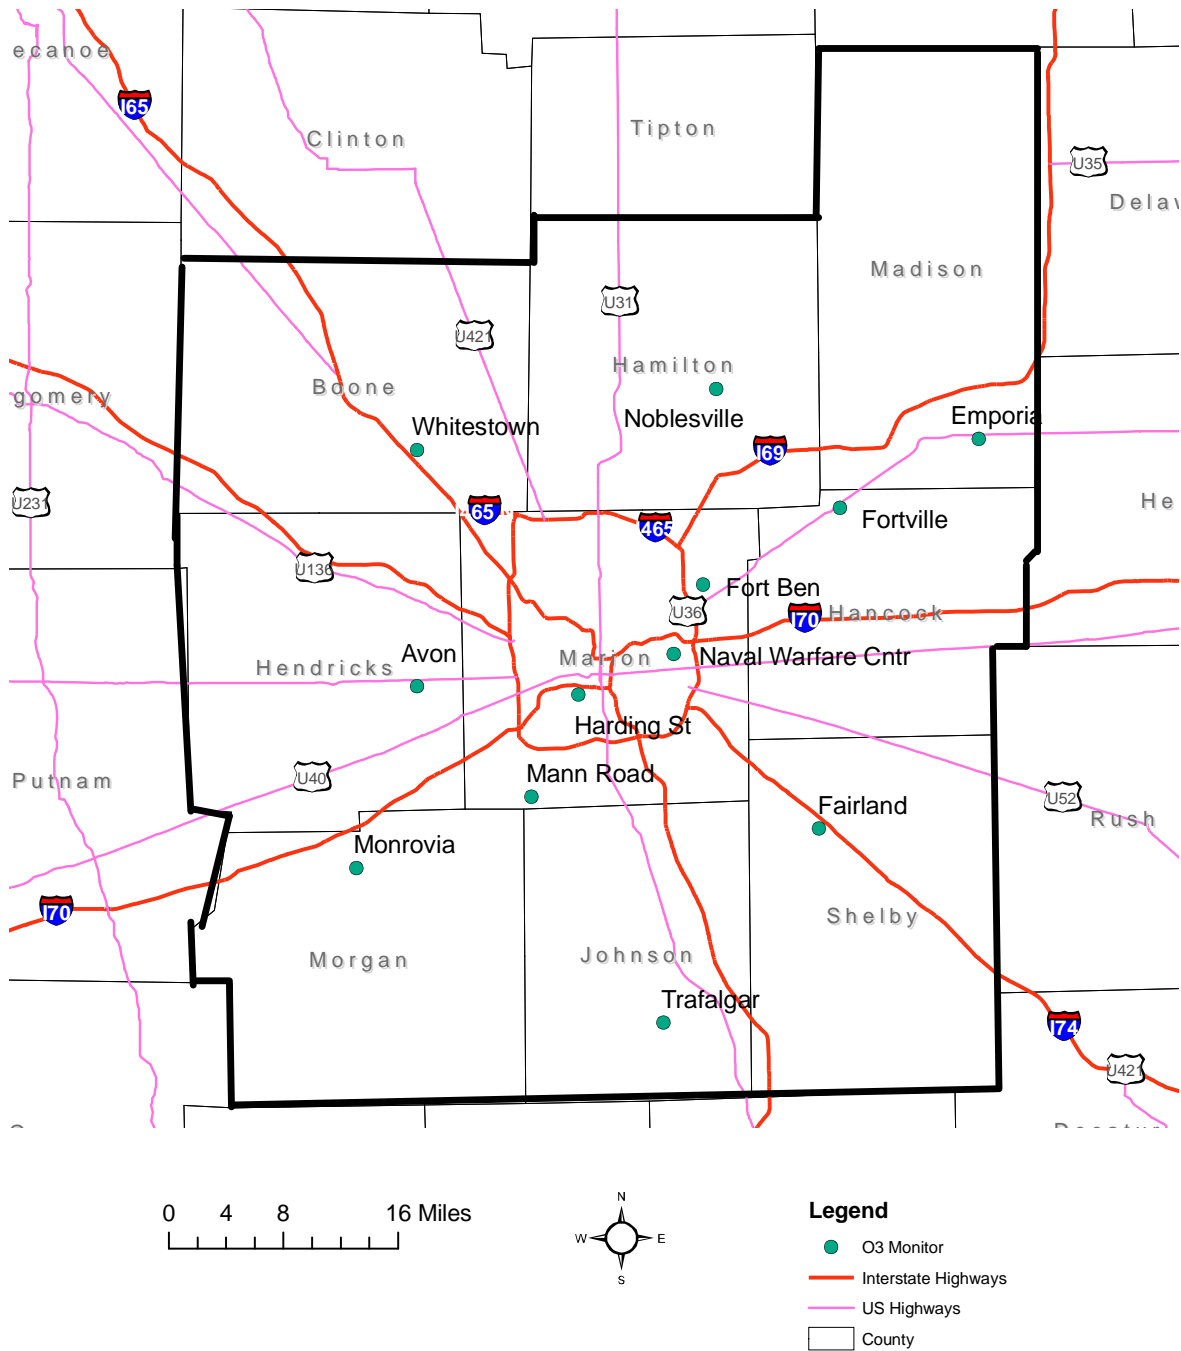 ecanoe
I65
Clinton
Tipton
U35
Delav
Madison
U31
U421
Hamilton
Boone
gomery
Noblesville
Whitestown
Emporia
I69
U231
I465
465
He
Fortville
U136
Fort Ben
U36
I70
Hancock
Avon
Marion
Naval Warfare Cntr
Hendricks
Harding St
Putnam
U40
Mann Road
U52
Fairland
Rush
Monrovia
I70
Shelby
Morgan
Johnson
Trafalgar
I74
U421
Decatur
0 4 8 16 Miles
N
W E
S
Legend
O3 Monitor
Interstate Highways
US Highways
County